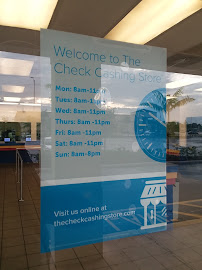 Welcome to The
Check Cashing Store
Mon: 8am-11pm
Tues: 8am-11pm
Wed: 8am-11pm
Thurs: 8am-11pm
Fri: 8am-11pm
Sat: 8am-11pm
Sun: 8am-8pm
Visit us online at
thecheckcashingstore.com